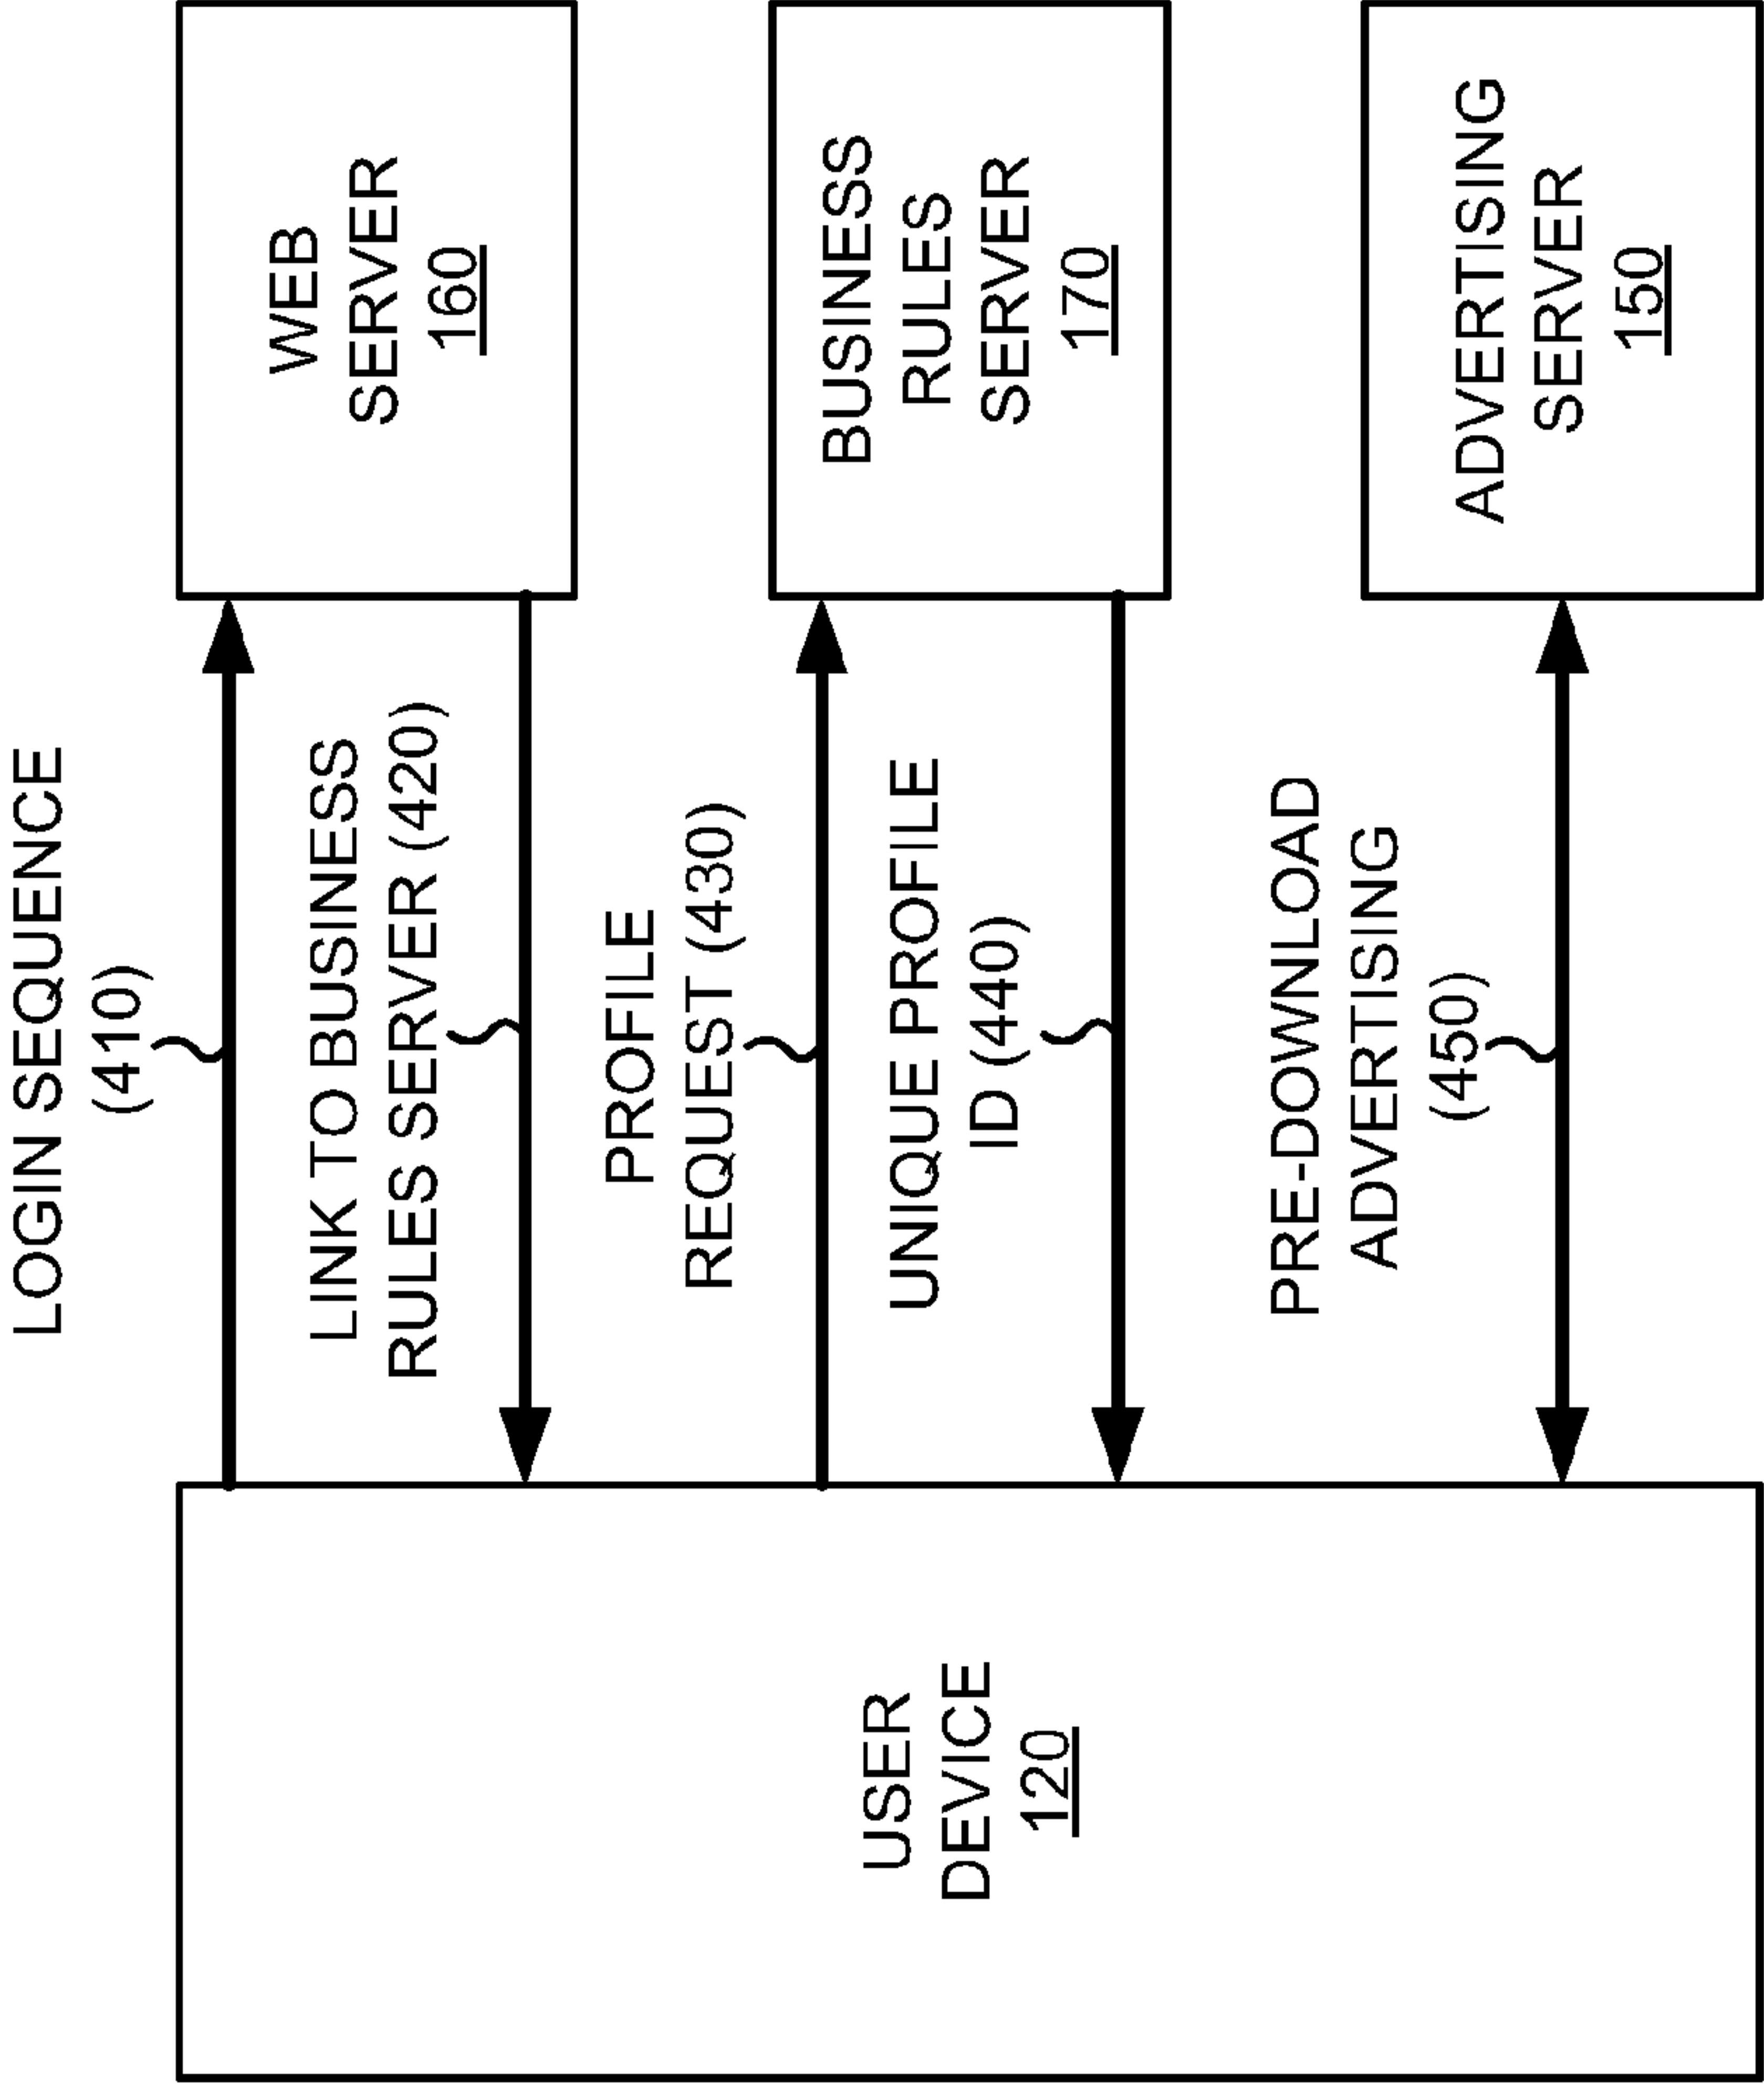 LOGIN SEQUENCE
(410)
LINK TO BUSINESS
RULES SERVER (420)
PROFILE
REQUEST (430)
UNIQUE PROFILE
ID (440)
PRE-DOWNLOAD
ADVERTISING
(450)
USER
DEVICE
120
WEB
SERVER
160
BUSINESS
RULES
SERVER
170
ADVERTISING
SERVER
150